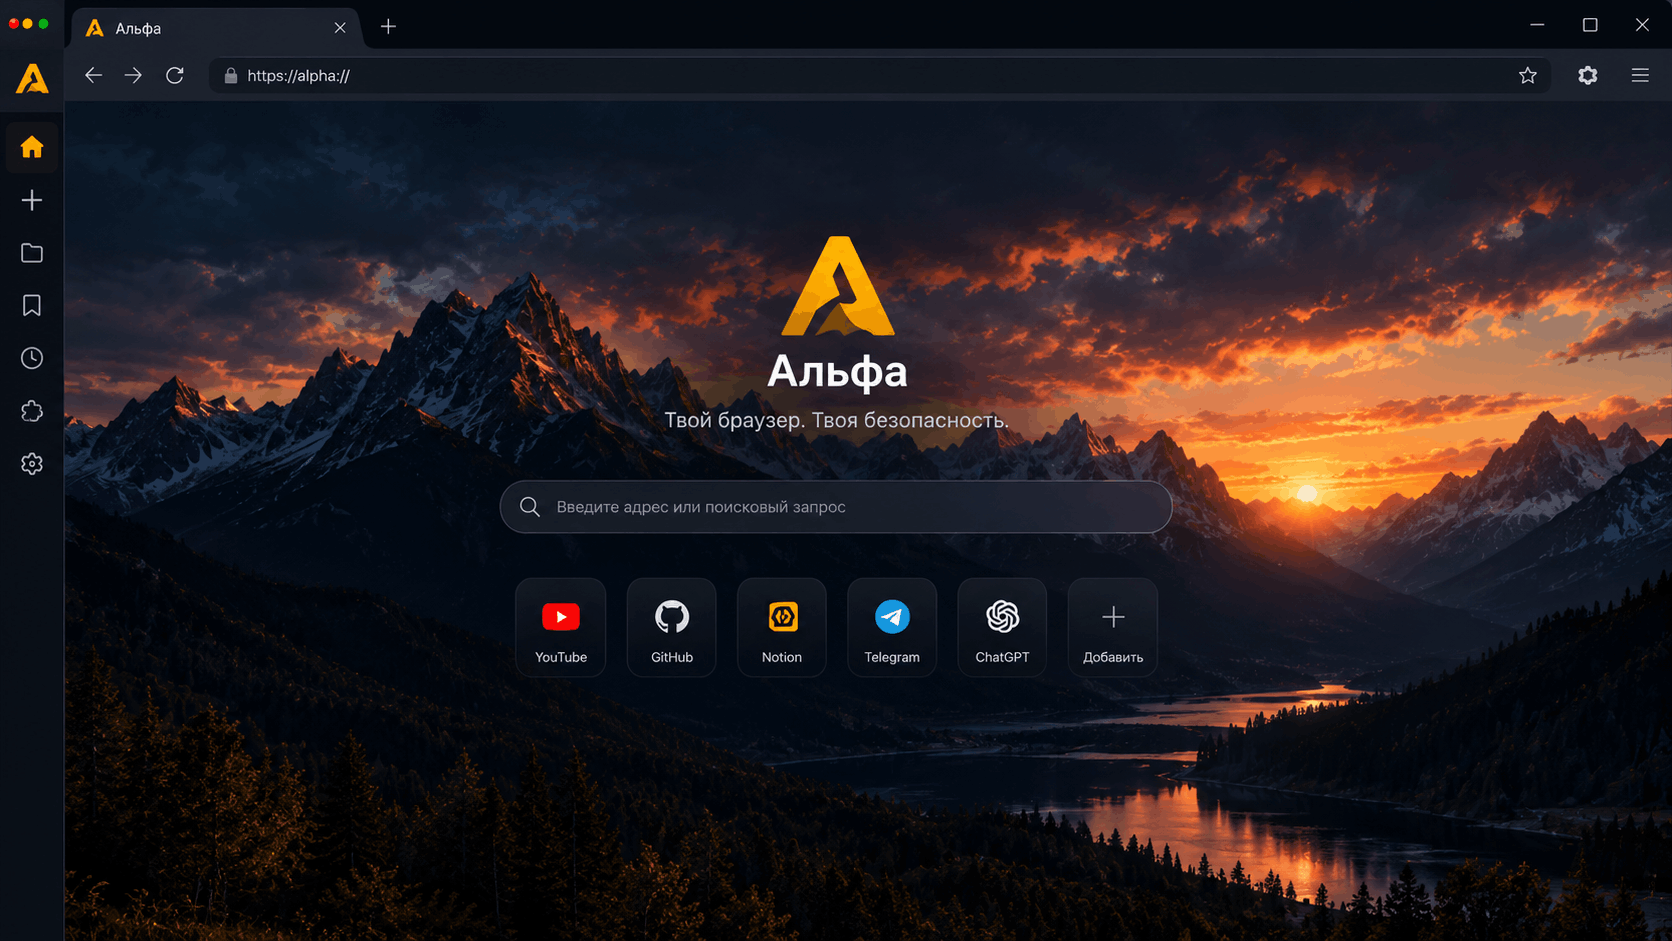 Альфа
https://alpha://
Альфа
Твой браузер. Твоя безопасность.
Введите адрес или поисковый запрос
YouTube
GitHub
Notion
Telegram
ChatGPT
Добавить